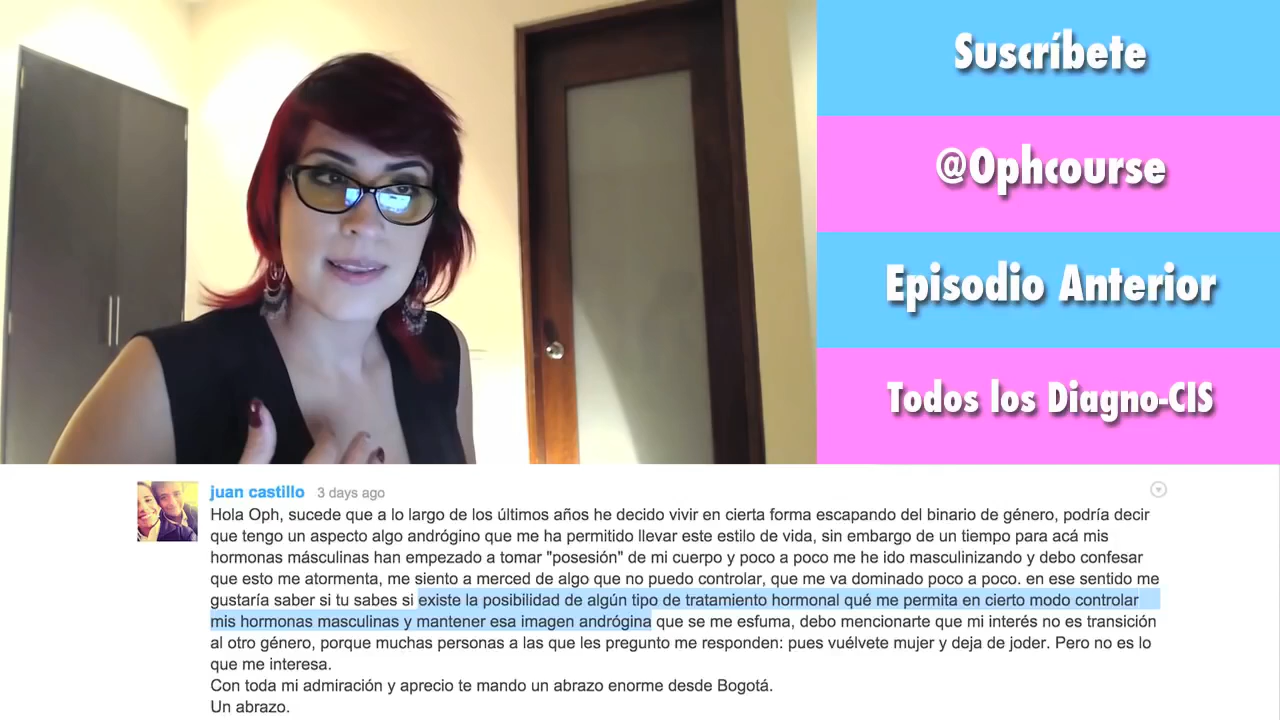 Suscríbete
@Ophcourse
Episodio Anterior
Todos los Diagno-CIS
juan castillo 3 days ago
Hola Oph, sucede que a lo largo de los últimos años he decido vivir en cierta forma escapando del binario de género, podría decir
que tengo un aspecto algo andrógino que me ha permitido llevar este estilo de vida, sin embargo de un tiempo para acá mis
hormonas másculinas han empezado a tomar "posesión" de mi cuerpo y poco a poco me he ido masculinizando y debo confesar
que esto me atormenta, me siento a merced de algo que no puedo controlar, que me va dominado poco a poco. en ese sentido me
gustaría saber si tu sabes si existe la posibilidad de algún tipo de tratamiento hormonal qué me permita en cierto modo controlar
mis hormonas masculinas y mantener esa imagen andrógina que se me esfuma, debo mencionarte que mi interés no es transición
al otro género, porque muchas personas a las que les pregunto me responden: pues vuélvete mujer y deja de joder. Pero no es lo
que me interesa.
Con toda mi admiración y aprecio te mando un abrazo enorme desde Bogotá.
Un abrazo.